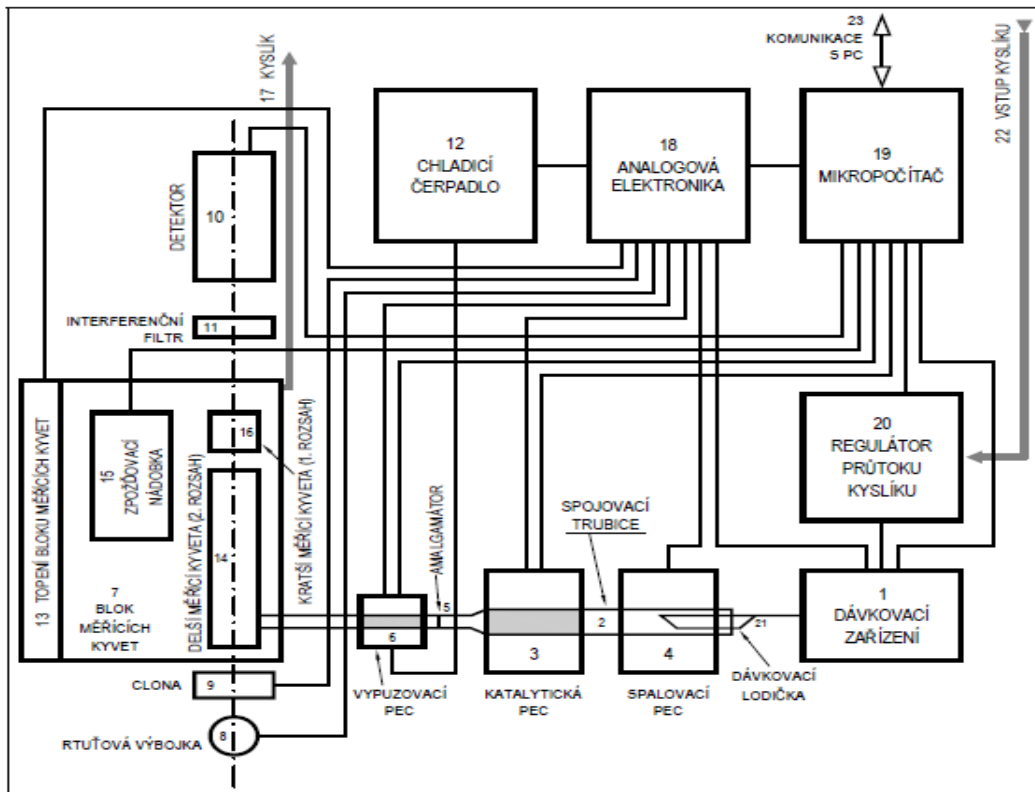 23
KOMUNIKACE
S PC
17 KYSLÍK
22 VSTUP KYSLÍKU
12
CHLADICÍ
ČERPADLO
18
ANALOGOVÁ
ELEKTRONIKA
19
MIKROPOČÍTAČ
DETEKTOR
10
INTERFERENČNÍ
FILTR
11
13 TOPENÍ BLOKU MĚŘICÍCH KYVET
15
ZPOŽĎOVACÍ
NÁDOBKA
16
KRATŠÍ MĚŘÍCÍ KYVETA (1. ROZSAH)
DELŠÍ MĚŘÍCÍ KYVETA (2. ROZSAH)
14
7
BLOK
MĚŘÍCÍCH
KYVET
20
REGULÁTOR
PRŮTOKU
KYSLÍKU
SPOJOVACÍ
TRUBICE
AMALGAMÁTOR
5
6
3
2
4
21
1
DÁVKOVACÍ
ZAŘÍZENÍ
CLONA
9
VYPUZOVACÍ
PEC
KATALYTICKÁ
PEC
SPALOVACÍ
PEC
DÁVKOVACÍ
LODIČKA
RTUŤOVÁ VÝBOJKA
8